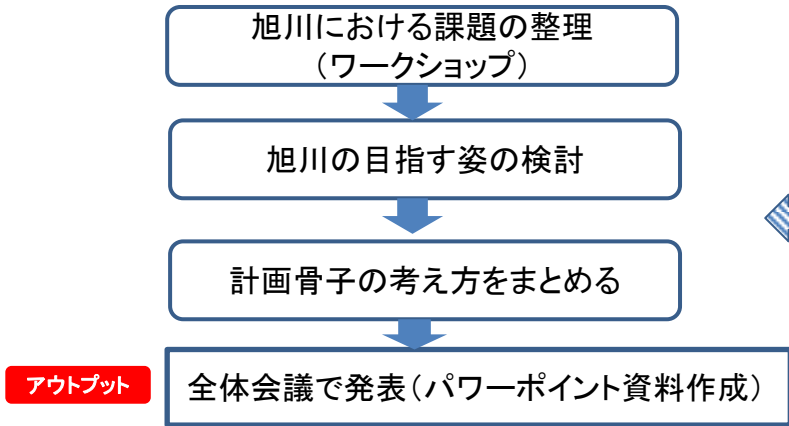 旭川における課題の整理
（ワークショップ）
旭川の目指す姿の検討
計画骨子の考え方をまとめる
アウトプット
全体会議で発表（パワーポイント資料作成）